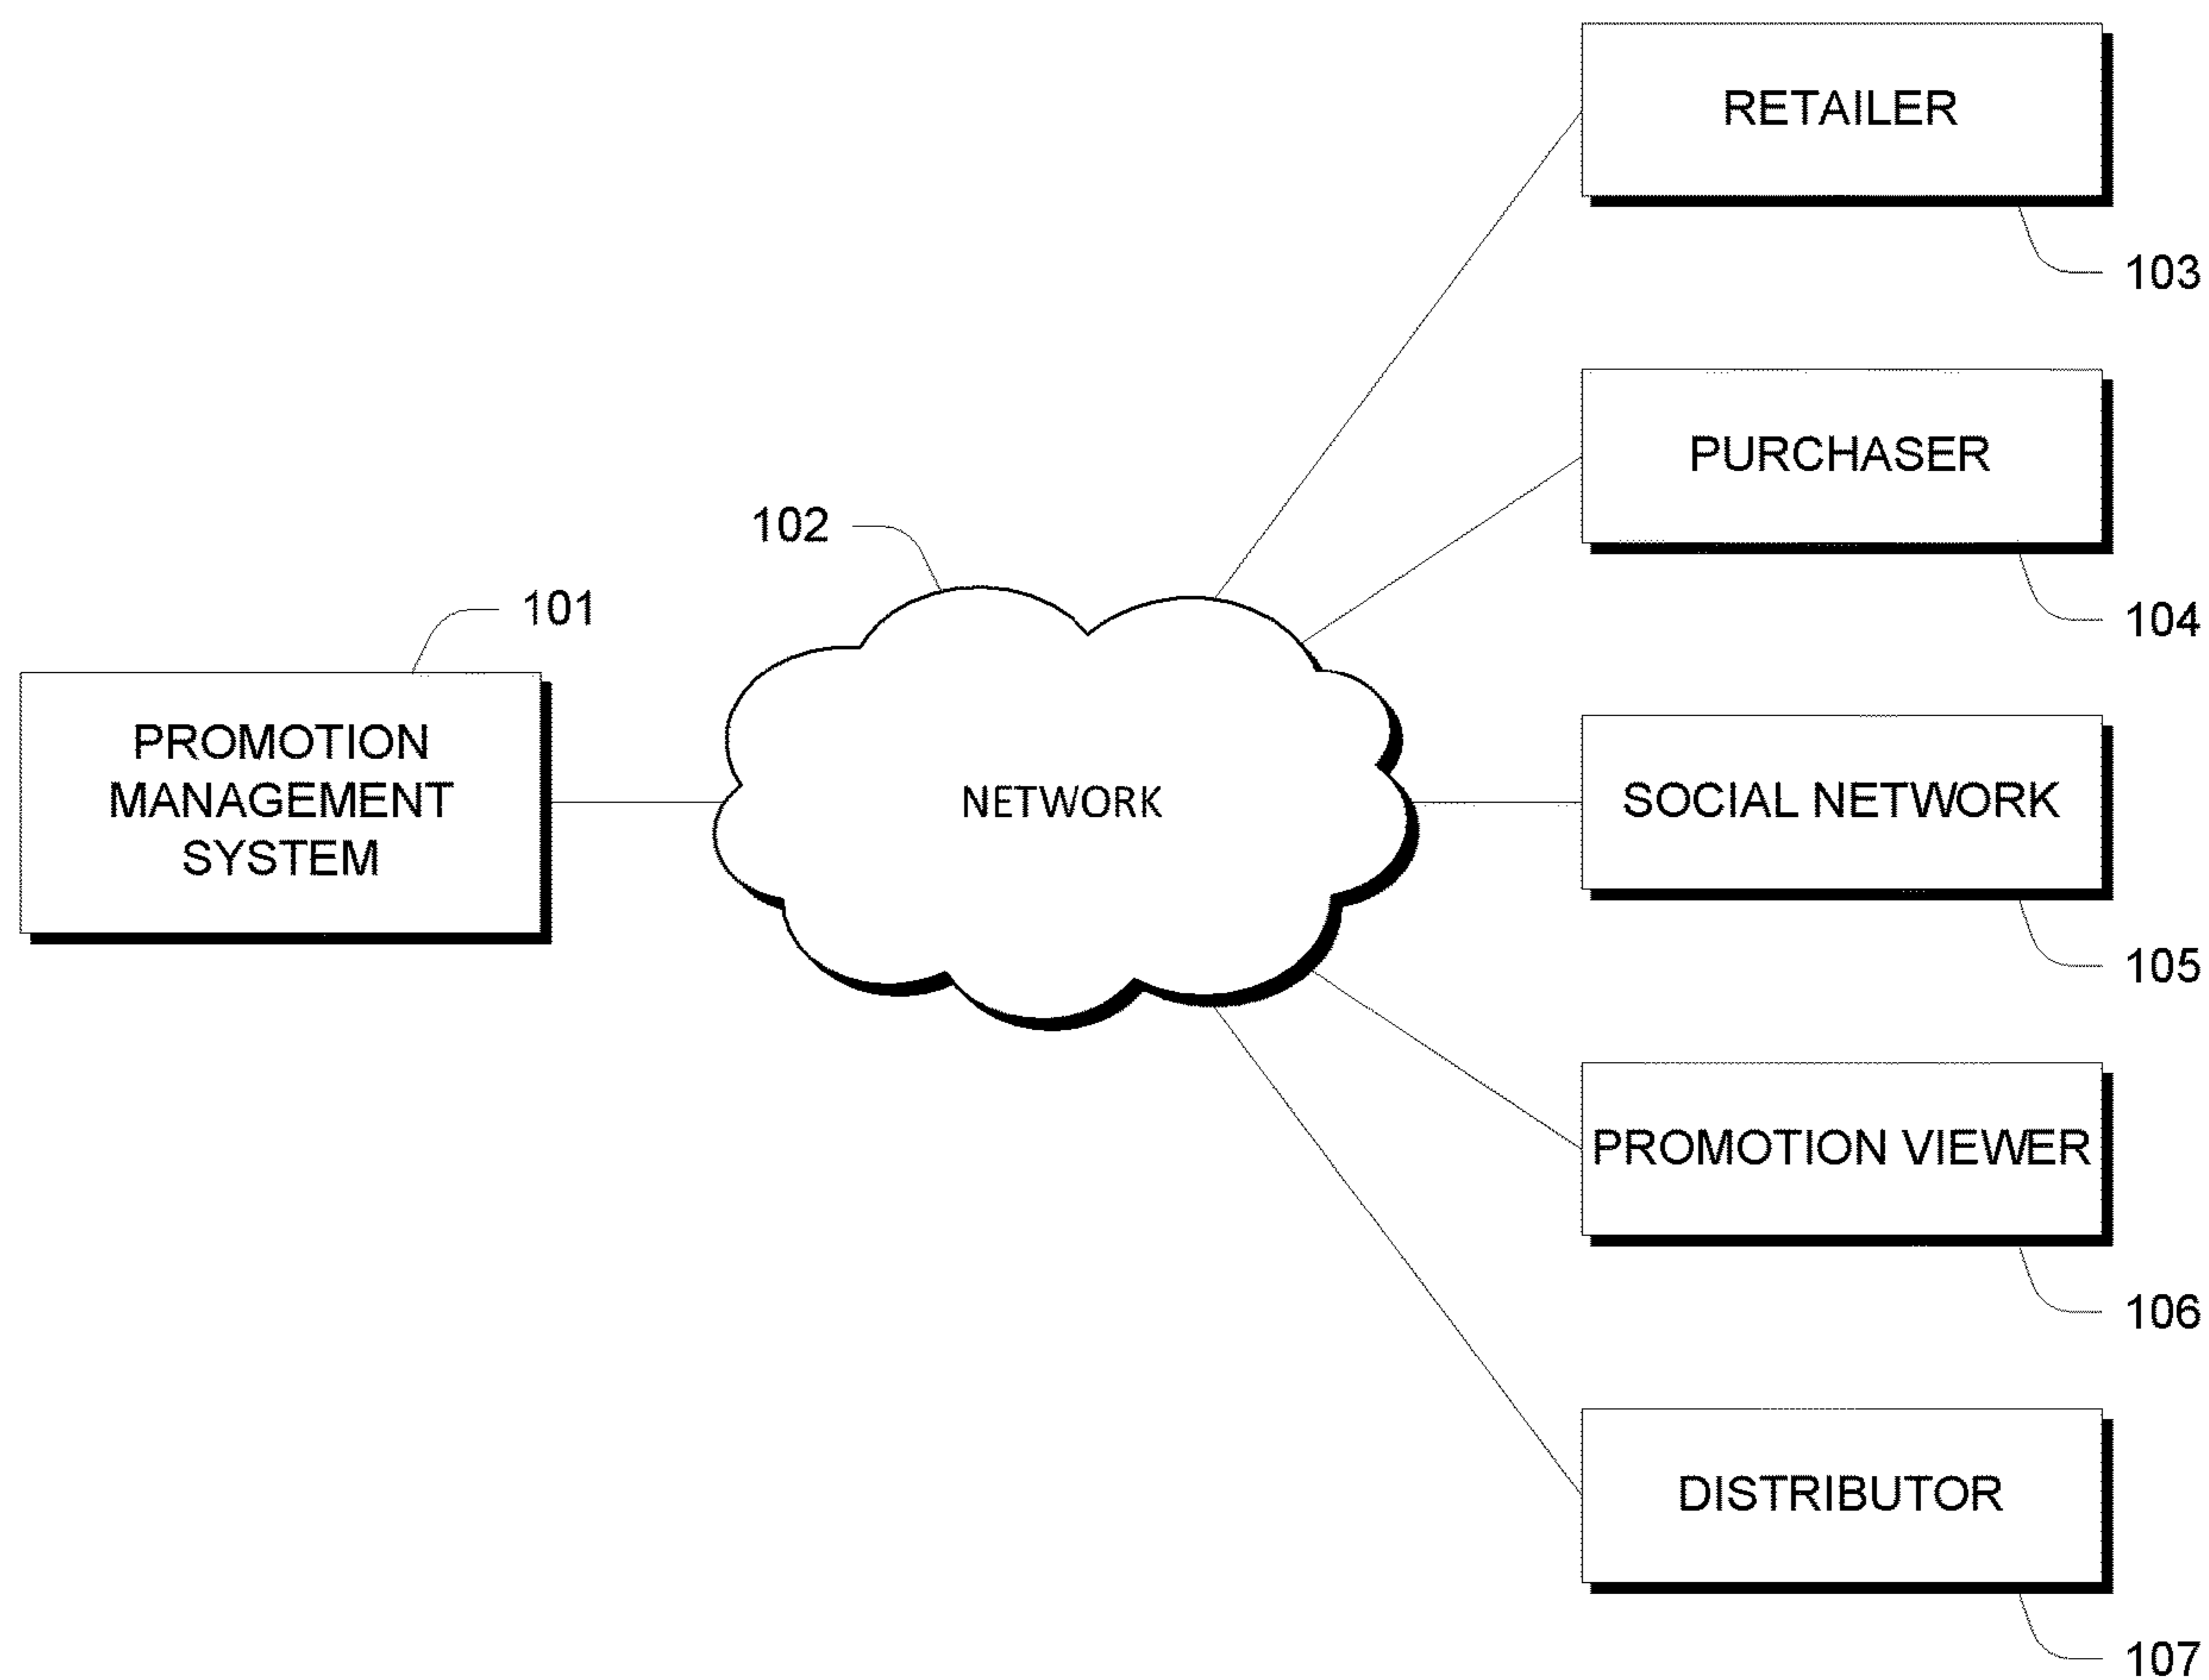 RETAILER
103
PURCHASER
102
104
101
PROMOTION
MANAGEMENT
SYSTEM
NETWORK
SOCIAL NETWORK
105
PROMOTION VIEWER
106
DISTRIBUTOR
107